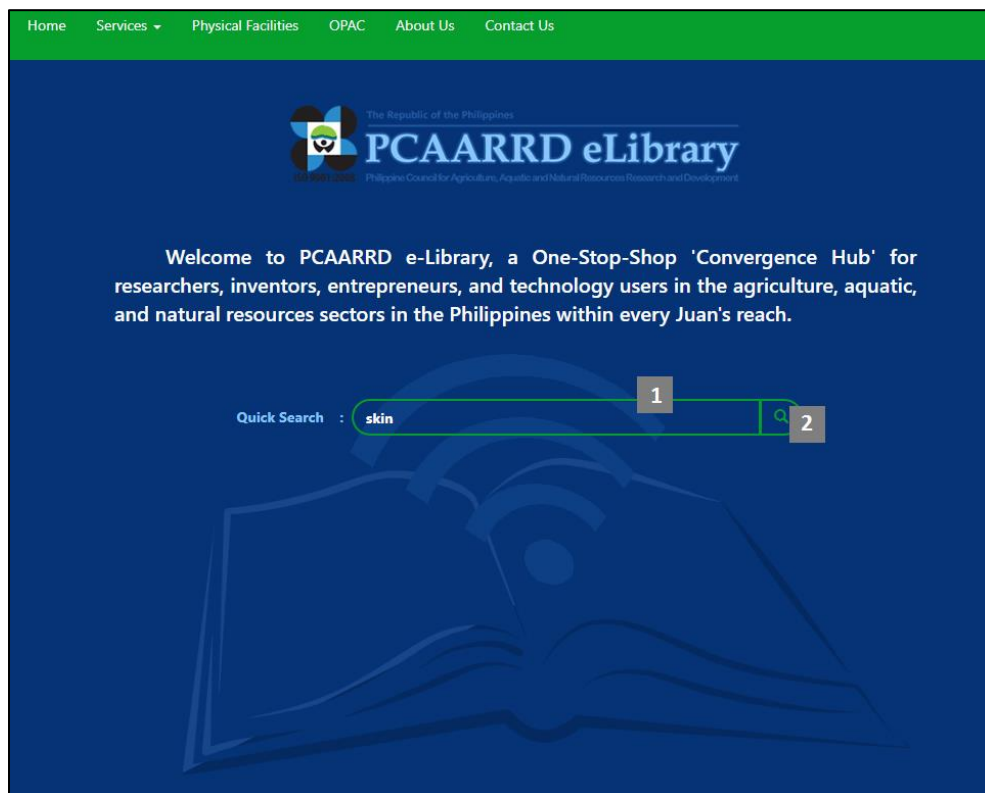 Home Services Physical Facilities OPAC About Us Contact Us
The Republic of the Philippines
PCAARRD eLibrary
Philippine Council for Agriculture, Aquatic and Natural Resources Research and Development
Welcome to PCAARRD e-Library, a One-Stop-Shop 'Convergence Hub' for
researchers, inventors, entrepreneurs, and technology users in the agriculture, aquatic,
and natural resources sectors in the Philippines within every Juan's reach.
1
Quick Search : skin
2